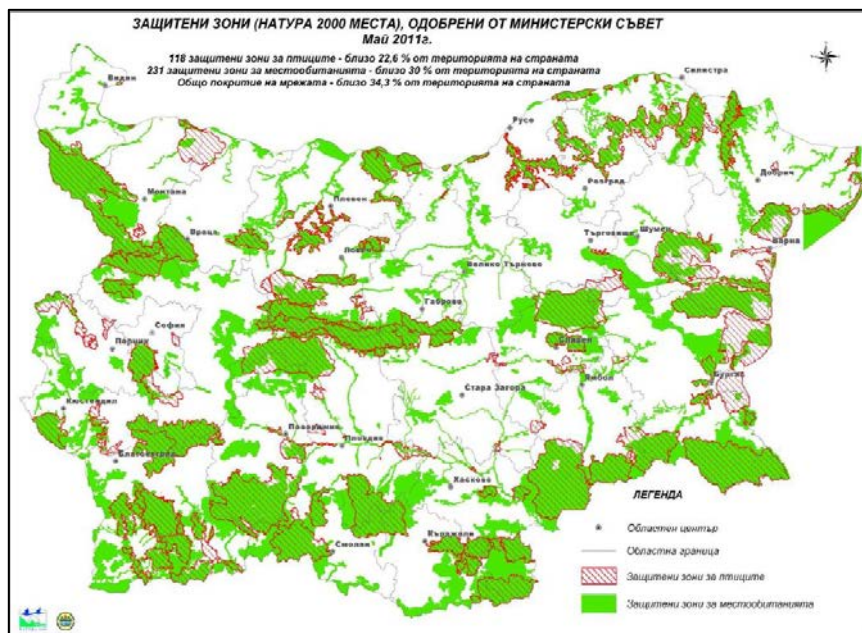 ЗАЩИТЕНИ ЗОНИ (НАТУРА 2000 МЕСТА), ОДОБРЕНИ ОТ МИНИСТЕРСКИ СЪВЕТ
Май 2011г.
118 защитени зони за птиците - близо 22,6 % от територията на страната
231 защитени зони за местообитанията - близо 30 % от територията на страната
Общо покритие на мрежата - близо 34,3 % от територията на страната
Видин
Силистра
Русе
Добрич
Разград
Монтана
Плевен
Враца
Търговище
Шумен
Варна
Ловеч
Велико Търново
Габрово
София
Перник
Сливен
Бургас
Ямбол
Стара Загора
Кюстендил
Пазарджик
Пловдив
Благоевград
Хасково
Кърджали
Смолян
ЛЕГЕНДА
Областен център
Областна граница
Защитени зони за птиците
Защитени зони за местообитанията